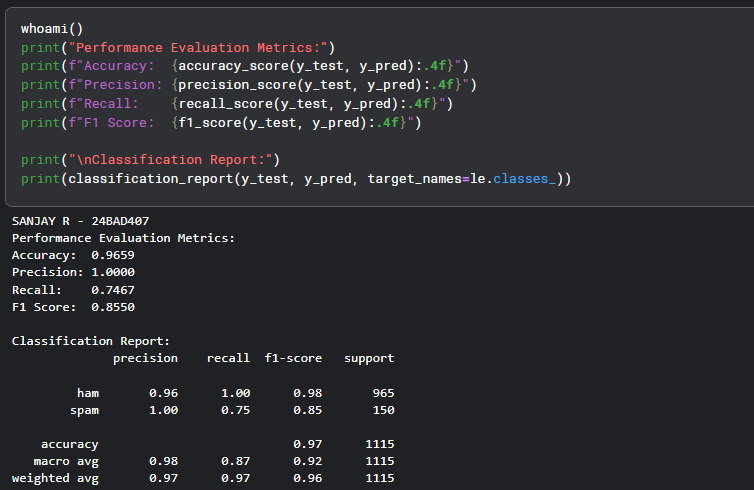 whoami()
print("Performance Evaluation Metrics:")
print(f"Accuracy:  {accuracy_score(y_test, y_pred):.4f}")
print(f"Precision: {precision_score(y_test, y_pred):.4f}")
print(f"Recall:    {recall_score(y_test, y_pred):.4f}")
print(f"F1 Score:  {f1_score(y_test, y_pred):.4f}")

print("\nClassification Report:")
print(classification_report(y_test, y_pred, target_names=le.classes_))
SANJAY R - 24BAD407
Performance Evaluation Metrics:
Accuracy:  0.9659
Precision: 1.0000
Recall:    0.7467
F1 Score:  0.8550

Classification Report:
              precision    recall  f1-score   support

         ham       0.96      1.00      0.98       965
        spam       1.00      0.75      0.85       150

    accuracy                           0.97      1115
   macro avg       0.98      0.87      0.92      1115
weighted avg       0.97      0.97      0.96      1115